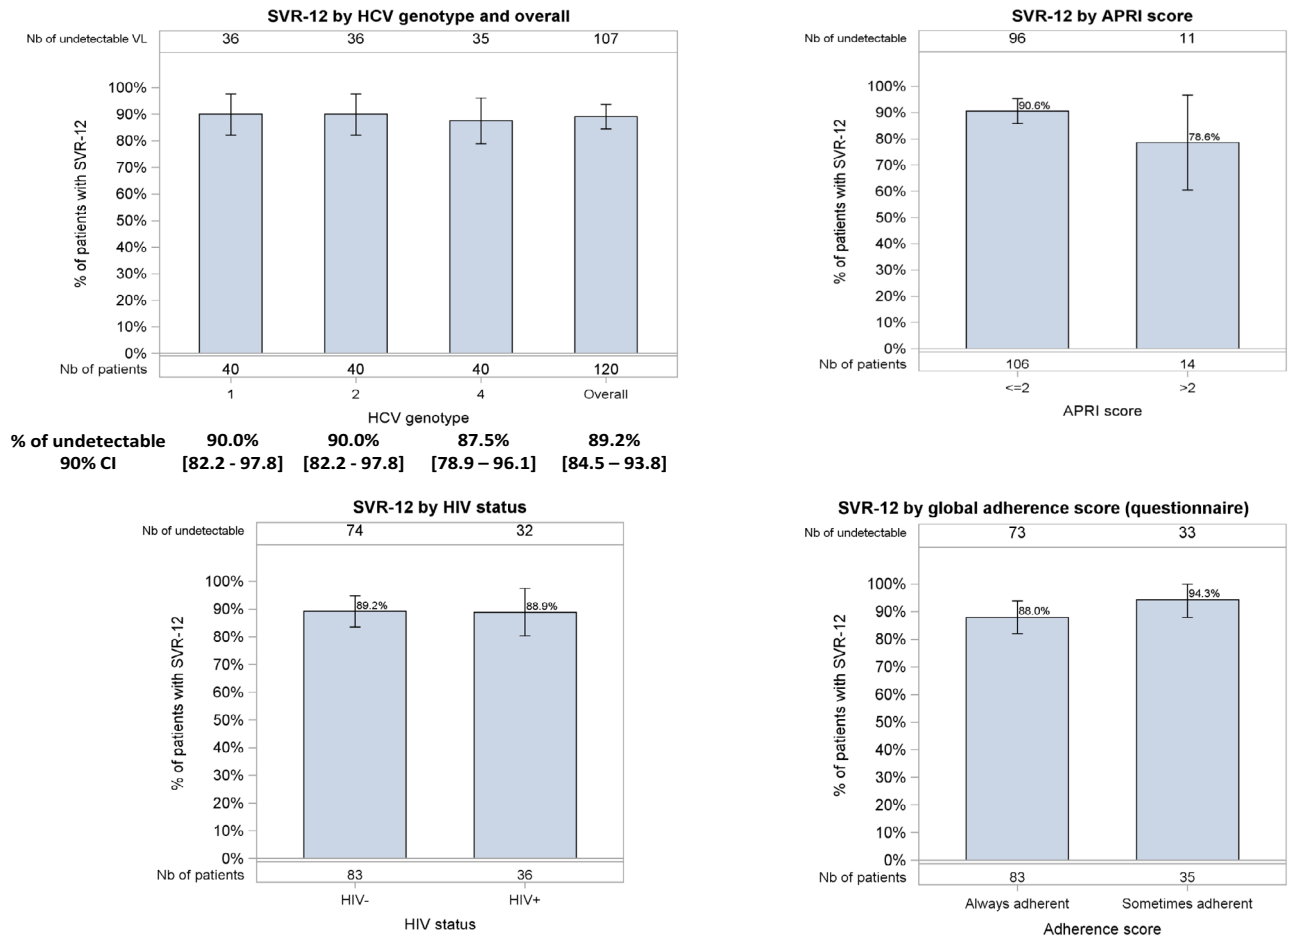 SVR-12 by HCV genotype and overall
Nb of undetectable VL 36 36 35 107
100%
90%
80%
70%
60%
50%
40%
30%
20%
10%
0%
% of patients with SVR-12
Nb of patients 40 40 40 120
1 2 4 Overall
HCV genotype
% of undetectable 90.0% 90.0% 87.5% 89.2%
90% CI [82.2 - 97.8] [82.2 - 97.8] [78.9 – 96.1] [84.5 – 93.8]
SVR-12 by APRI score
Nb of undetectable 96 11
100%
90%
80%
70%
60%
50%
40%
30%
20%
10%
0%
% of patients with SVR-12
90.6%
78.6%
Nb of patients 106 14
<=2 >2
APRI score
SVR-12 by HIV status
Nb of undetectable 74 32
100%
90%
80%
70%
60%
50%
40%
30%
20%
10%
0%
% of patients with SVR-12
89.2%
88.9%
Nb of patients 83 36
HIV- HIV+
HIV status
SVR-12 by global adherence score (questionnaire)
Nb of undetectable 73 33
100%
90%
80%
70%
60%
50%
40%
30%
20%
10%
0%
% of patients with SVR-12
88.0%
94.3%
Nb of patients 83 35
Always adherent Sometimes adherent
Adherence score